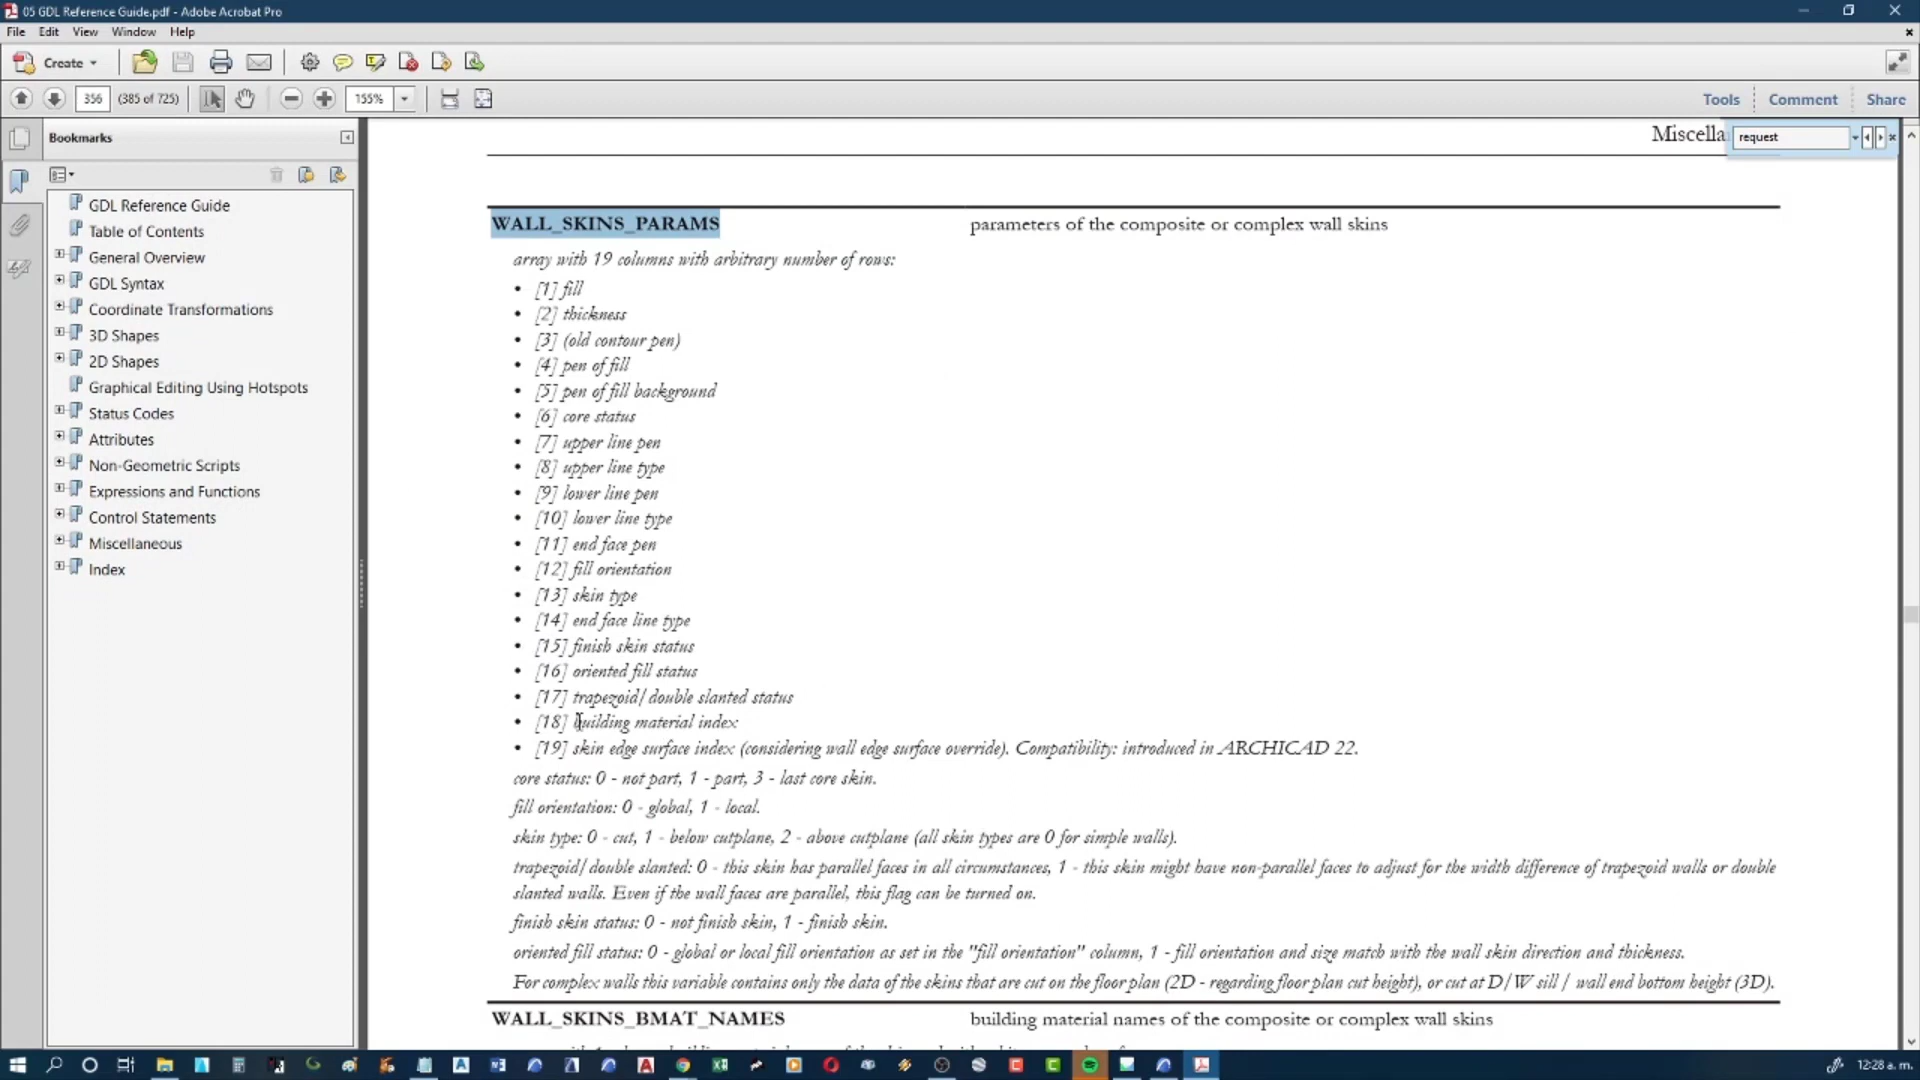 05 GDL Reference Guide.pdf - Adobe Acrobat Pro
File Edit View Window Help
Create
356 (385 of 725) 155% Tools Comment Share
Bookmarks
GDL Reference Guide
Table of Contents
General Overview
GDL Syntax
Coordinate Transformations
3D Shapes
2D Shapes
Graphical Editing Using Hotspots
Status Codes
Attributes
Non-Geometric Scripts
Expressions and Functions
Control Statements
Miscellaneous
Index
Miscella
request
WALL_SKINS_PARAMS parameters of the composite or complex wall skins
array with 19 columns with arbitrary number of rows:
• [1] fill
• [2] thickness
• [3] (old contour pen)
• [4] pen of fill
• [5] pen of fill background
• [6] core status
• [7] upper line pen
• [8] upper line type
• [9] lower line pen
• [10] lower line type
• [11] end face pen
• [12] fill orientation
• [13] skin type
• [14] end face line type
• [15] finish skin status
• [16] oriented fill status
• [17] trapezoid/double slanted status
• [18] building material index
• [19] skin edge surface index (considering wall edge surface override). Compatibility: introduced in ARCHICAD 22.
core status: 0 - not part, 1 - part, 3 - last core skin.
fill orientation: 0 - global, 1 - local.
skin type: 0 - cut, 1 - below cutplane, 2 - above cutplane (all skin types are 0 for simple walls).
trapezoid/double slanted: 0 - this skin has parallel faces in all circumstances, 1 - this skin might have non-parallel faces to adjust for the width difference of trapezoid walls or double
slanted walls. Even if the wall faces are parallel, this flag can be turned on.
finish skin status: 0 - not finish skin, 1 - finish skin.
oriented fill status: 0 - global or local fill orientation as set in the "fill orientation" column, 1 - fill orientation and size match with the wall skin direction and thickness.
For complex walls this variable contains only the data of the skins that are cut on the floor plan (2D - regarding floor plan cut height), or cut at D/W sill / wall end bottom height (3D).
WALL_SKINS_BMAT_NAMES building material names of the composite or complex wall skins
12:28 a. m.